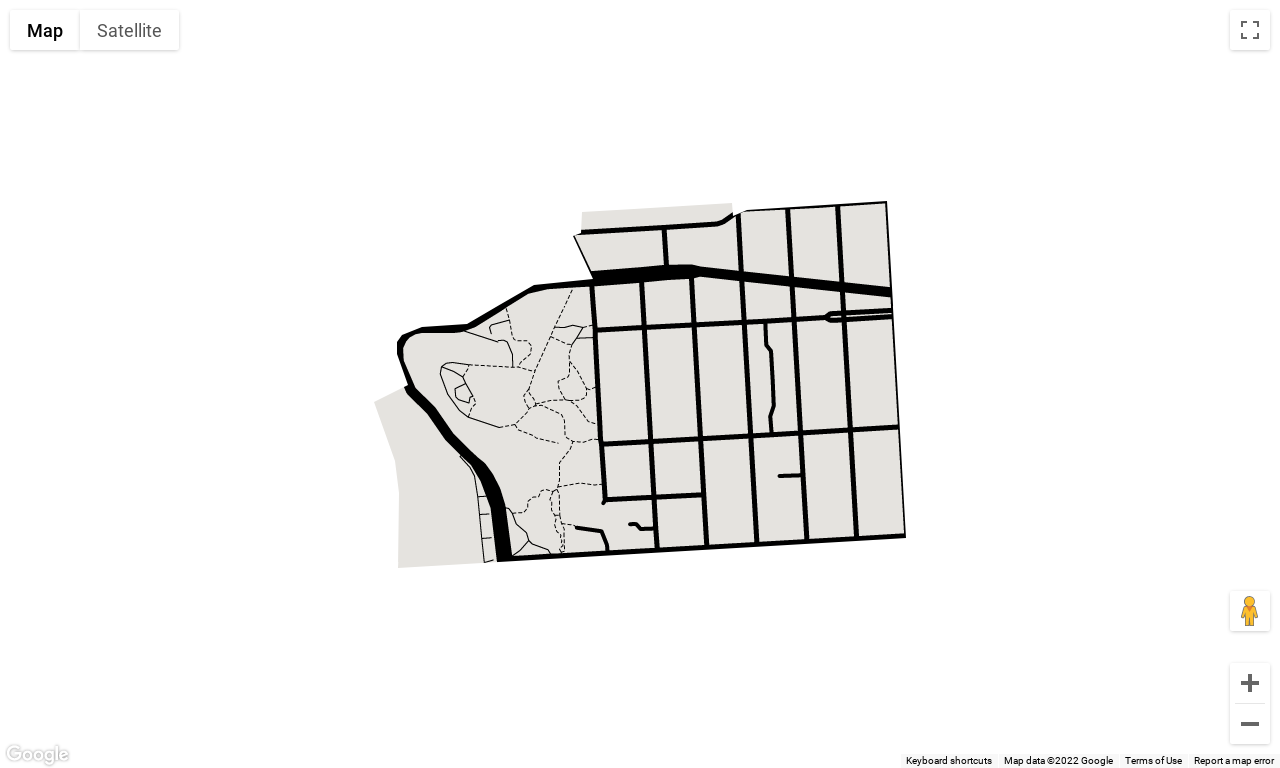 Map
Satellite
Google
Keyboard shortcuts
Map data ©2022 Google
Terms of Use
Report a map error